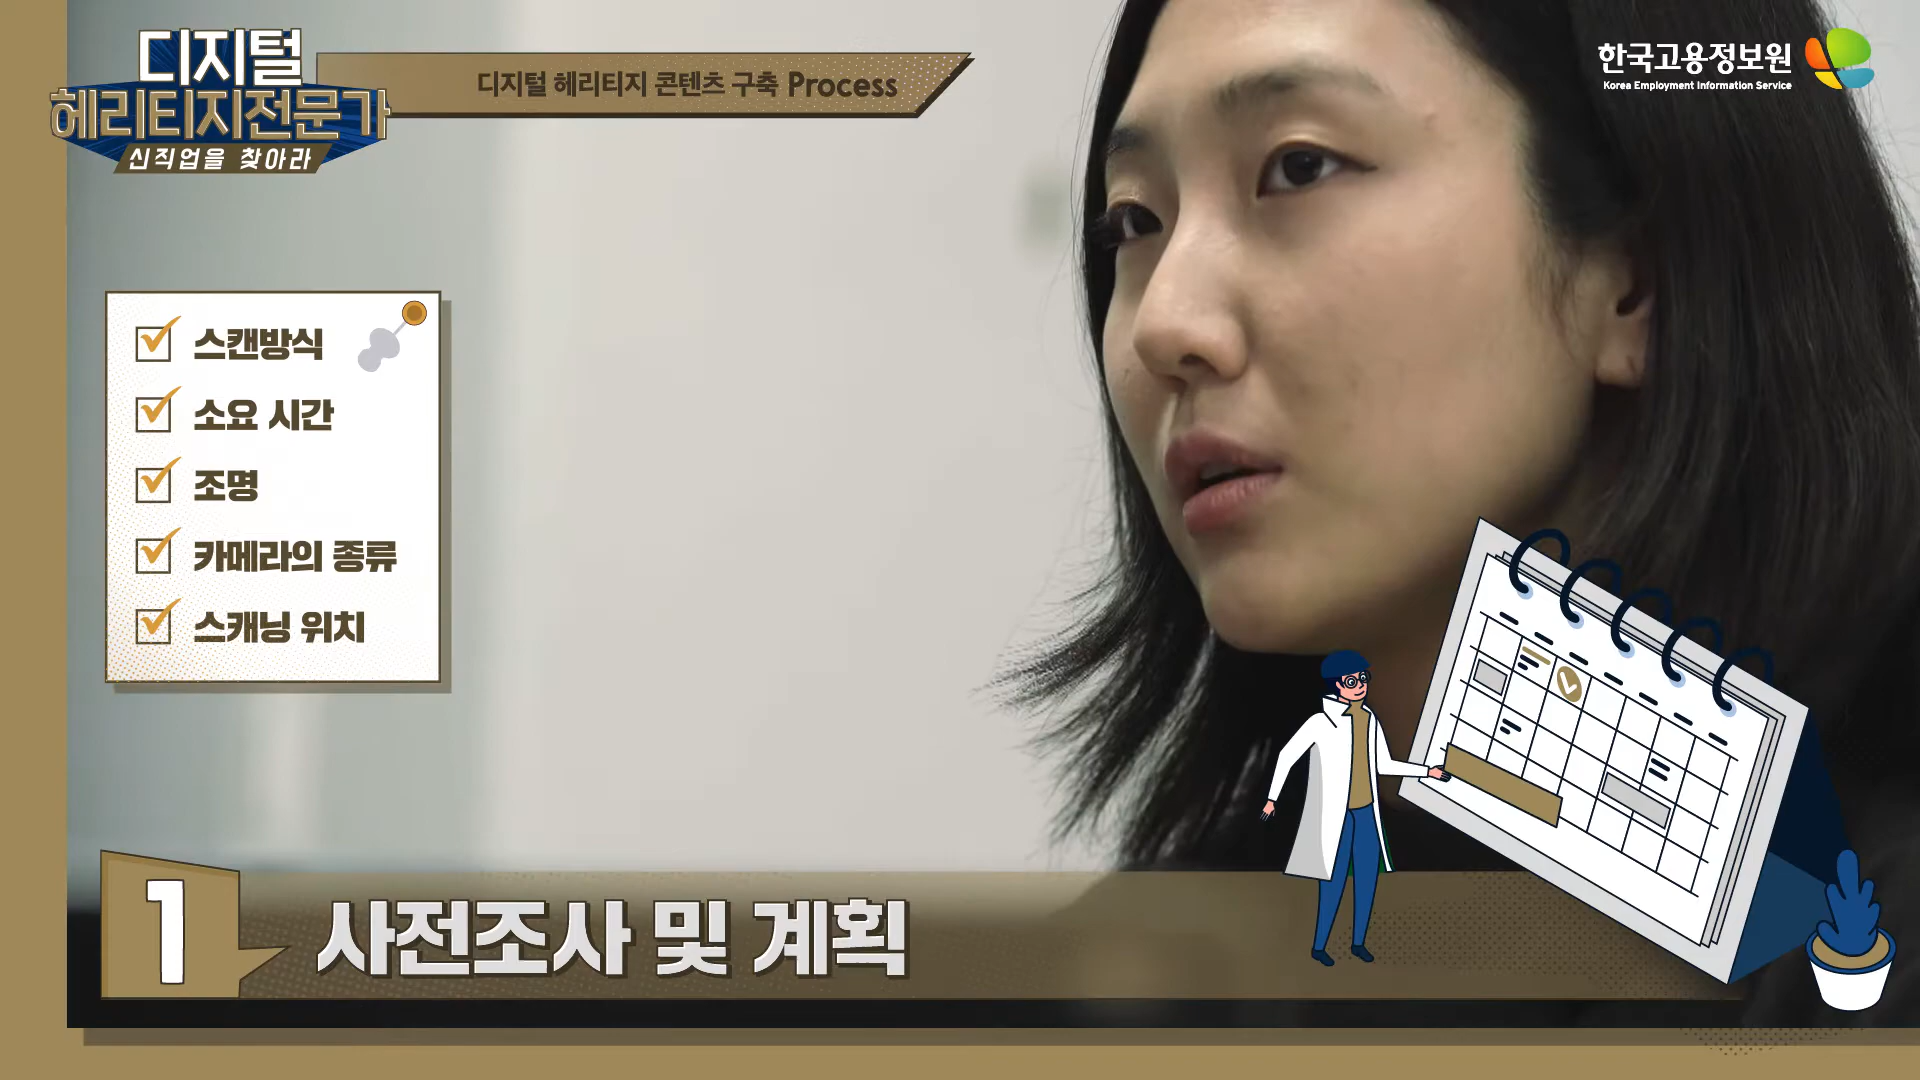 디지털
헤리티지전문가
신직업을 찾아라
디지털 헤리티지 콘텐츠 구축 Process
한국고용정보원
Korea Employment Information Service
스캔방식
소요 시간
조명
카메라의 종류
스캐닝 위치
1
사전조사 및 계획